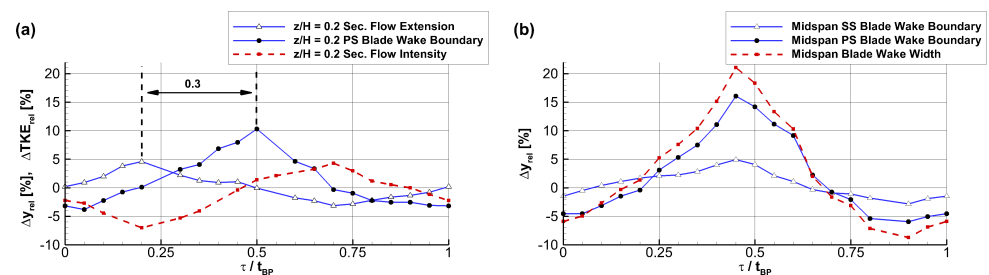 (a)
z/H = 0.2 Sec. Flow Extension
z/H = 0.2 PS Blade Wake Boundary
z/H = 0.2 Sec. Flow Intensity
Δy_rel [%], ΔTKE_rel [%]
20
15
10
5
0
-5
-10
0.3
0
0.25
0.5
0.75
1
τ / t_BP
(b)
Midspan SS Blade Wake Boundary
Midspan PS Blade Wake Boundary
Midspan Blade Wake Width
Δy_rel [%]
20
15
10
5
0
-5
-10
0
0.25
0.5
0.75
1
τ / t_BP